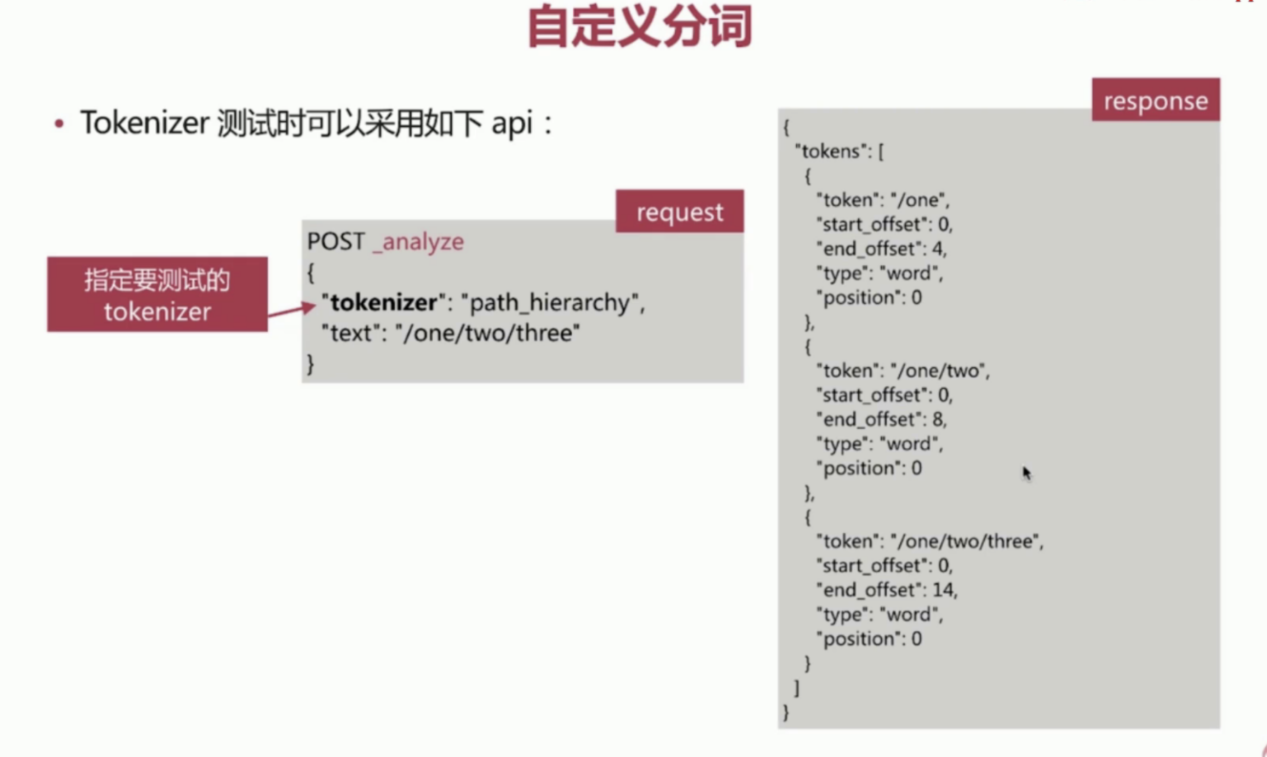 自定义分词
• Tokenizer 测试时可以采用如下 api：
request
POST _analyze
{
"tokenizer": "path_hierarchy",
"text": "/one/two/three"
}
指定要测试的
tokenizer
response
{
"tokens": [
{
"token": "/one",
"start_offset": 0,
"end_offset": 4,
"type": "word",
"position": 0
},
{
"token": "/one/two",
"start_offset": 0,
"end_offset": 8,
"type": "word",
"position": 0
},
{
"token": "/one/two/three",
"start_offset": 0,
"end_offset": 14,
"type": "word",
"position": 0
}
]
}